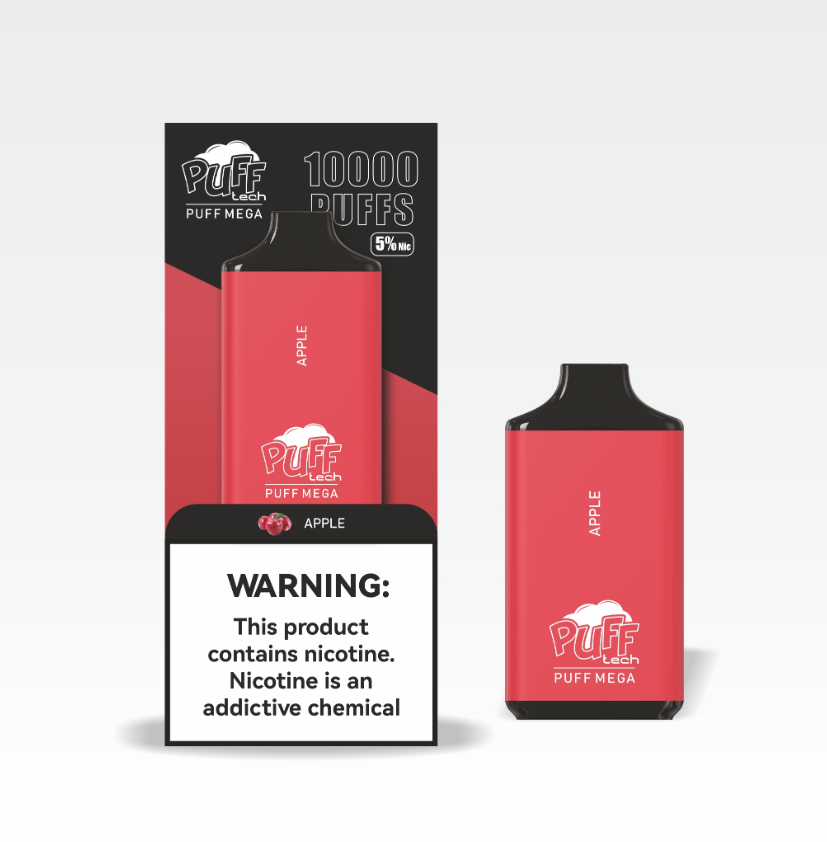 PUFF
tech
PUFF MEGA
10000
PUFFS
5% Nic
APPLE
PUFF
tech
PUFF MEGA
APPLE
WARNING:
This product
contains nicotine.
Nicotine is an
addictive chemical
APPLE
PUFF
tech
PUFF MEGA